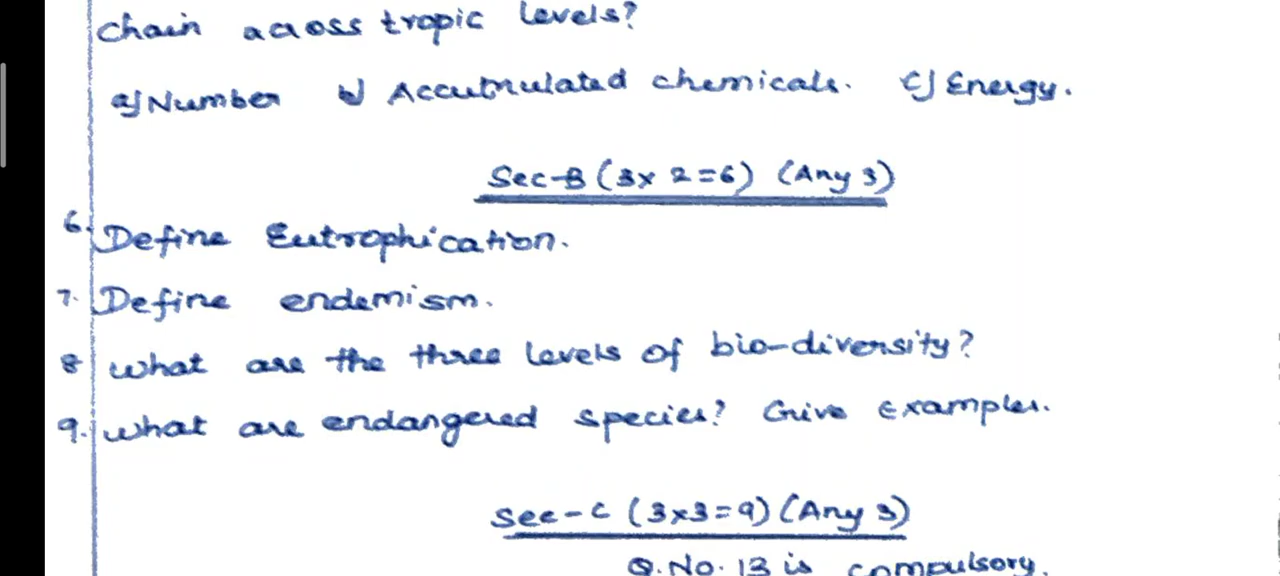 chain across tropic levels?
a) Number b) Accumulated chemicals. c) Energy.
Sec-B (3x 2=6) (Any 3)
6. Define Eutrophication.
7. Define endemism.
8 What are the three levels of bio-diversity?
9. What are endangered species? Give Examples.
Sec-C (3x3=9) (Any 3)
Q.No. 13 is compulsory.